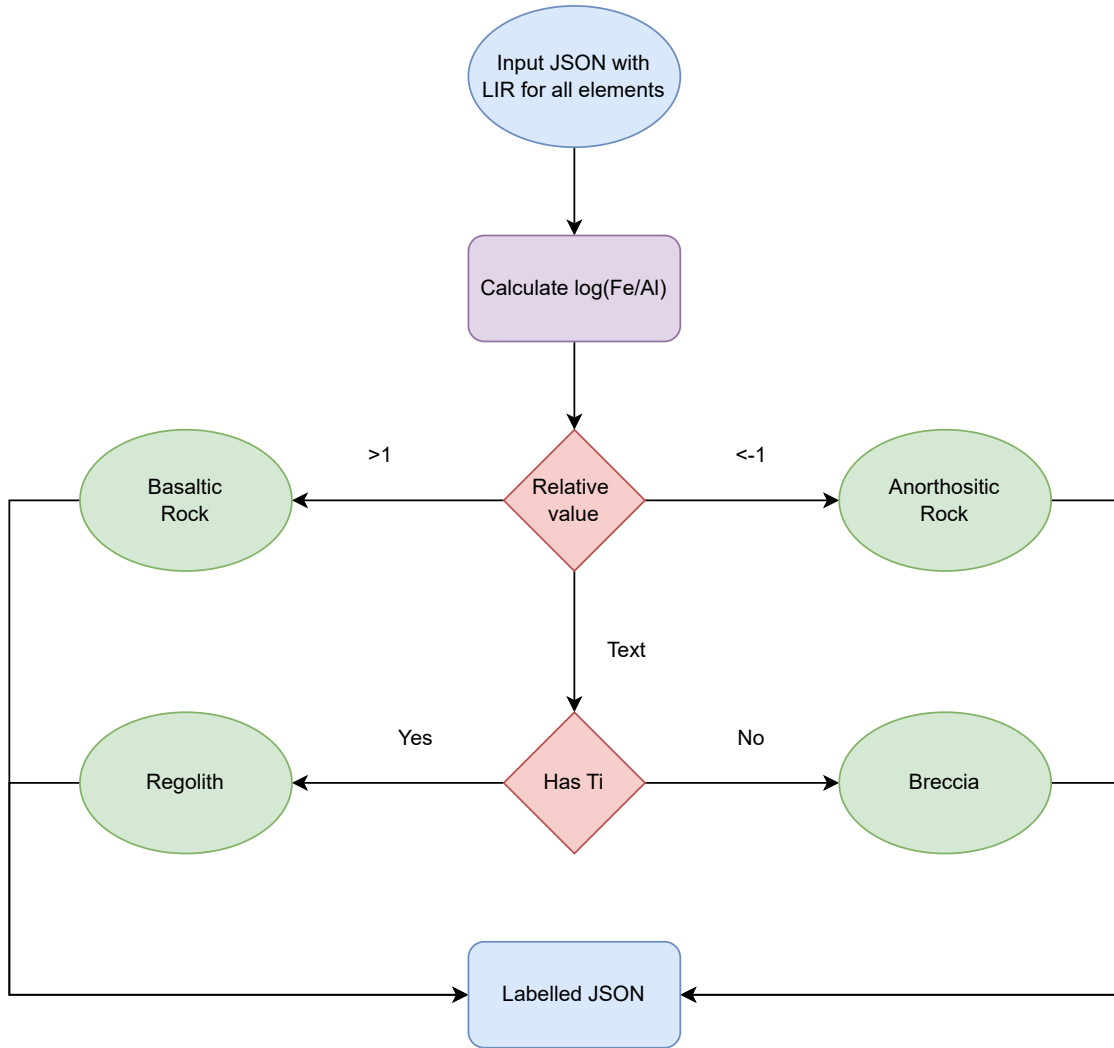 Input JSON with
LIR for all elements
Calculate log(Fe/Al)
>1
<-1
Basaltic
Rock
Relative
value
Anorthositic
Rock
Text
Yes
No
Regolith
Has Ti
Breccia
Labelled JSON